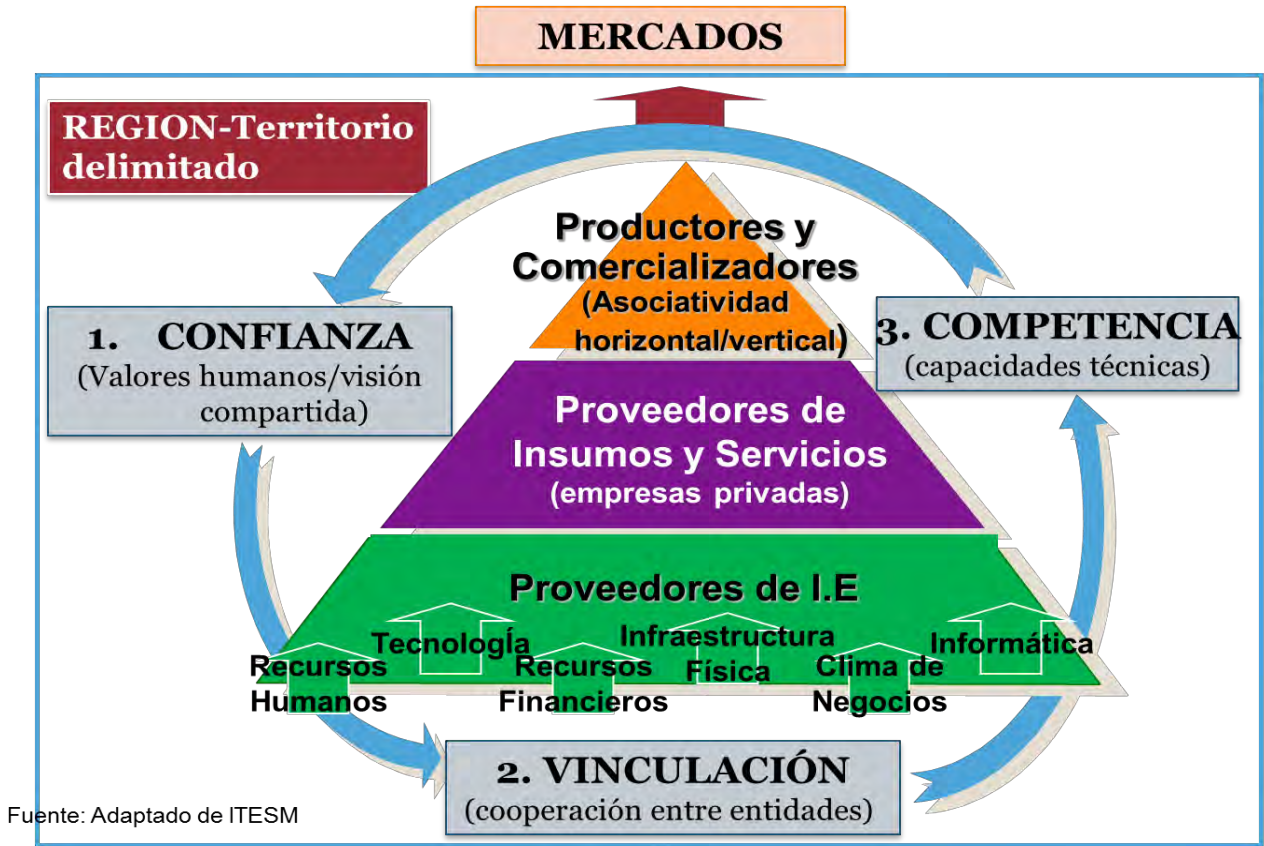 MERCADOS
REGION-Territorio
delimitado
Productores y
Comercializadores
(Asociatividad
horizontal/vertical)
1. CONFIANZA
(Valores humanos/visión
compartida)
3. COMPETENCIA
(capacidades técnicas)
Proveedores de
Insumos y Servicios
(empresas privadas)
Proveedores de I.E
Recursos
Humanos
Tecnología
Recursos
Financieros
Infraestructura
Física
Clima de
Negocios
Informática
2. VINCULACIÓN
(cooperación entre entidades)
Fuente: Adaptado de ITESM